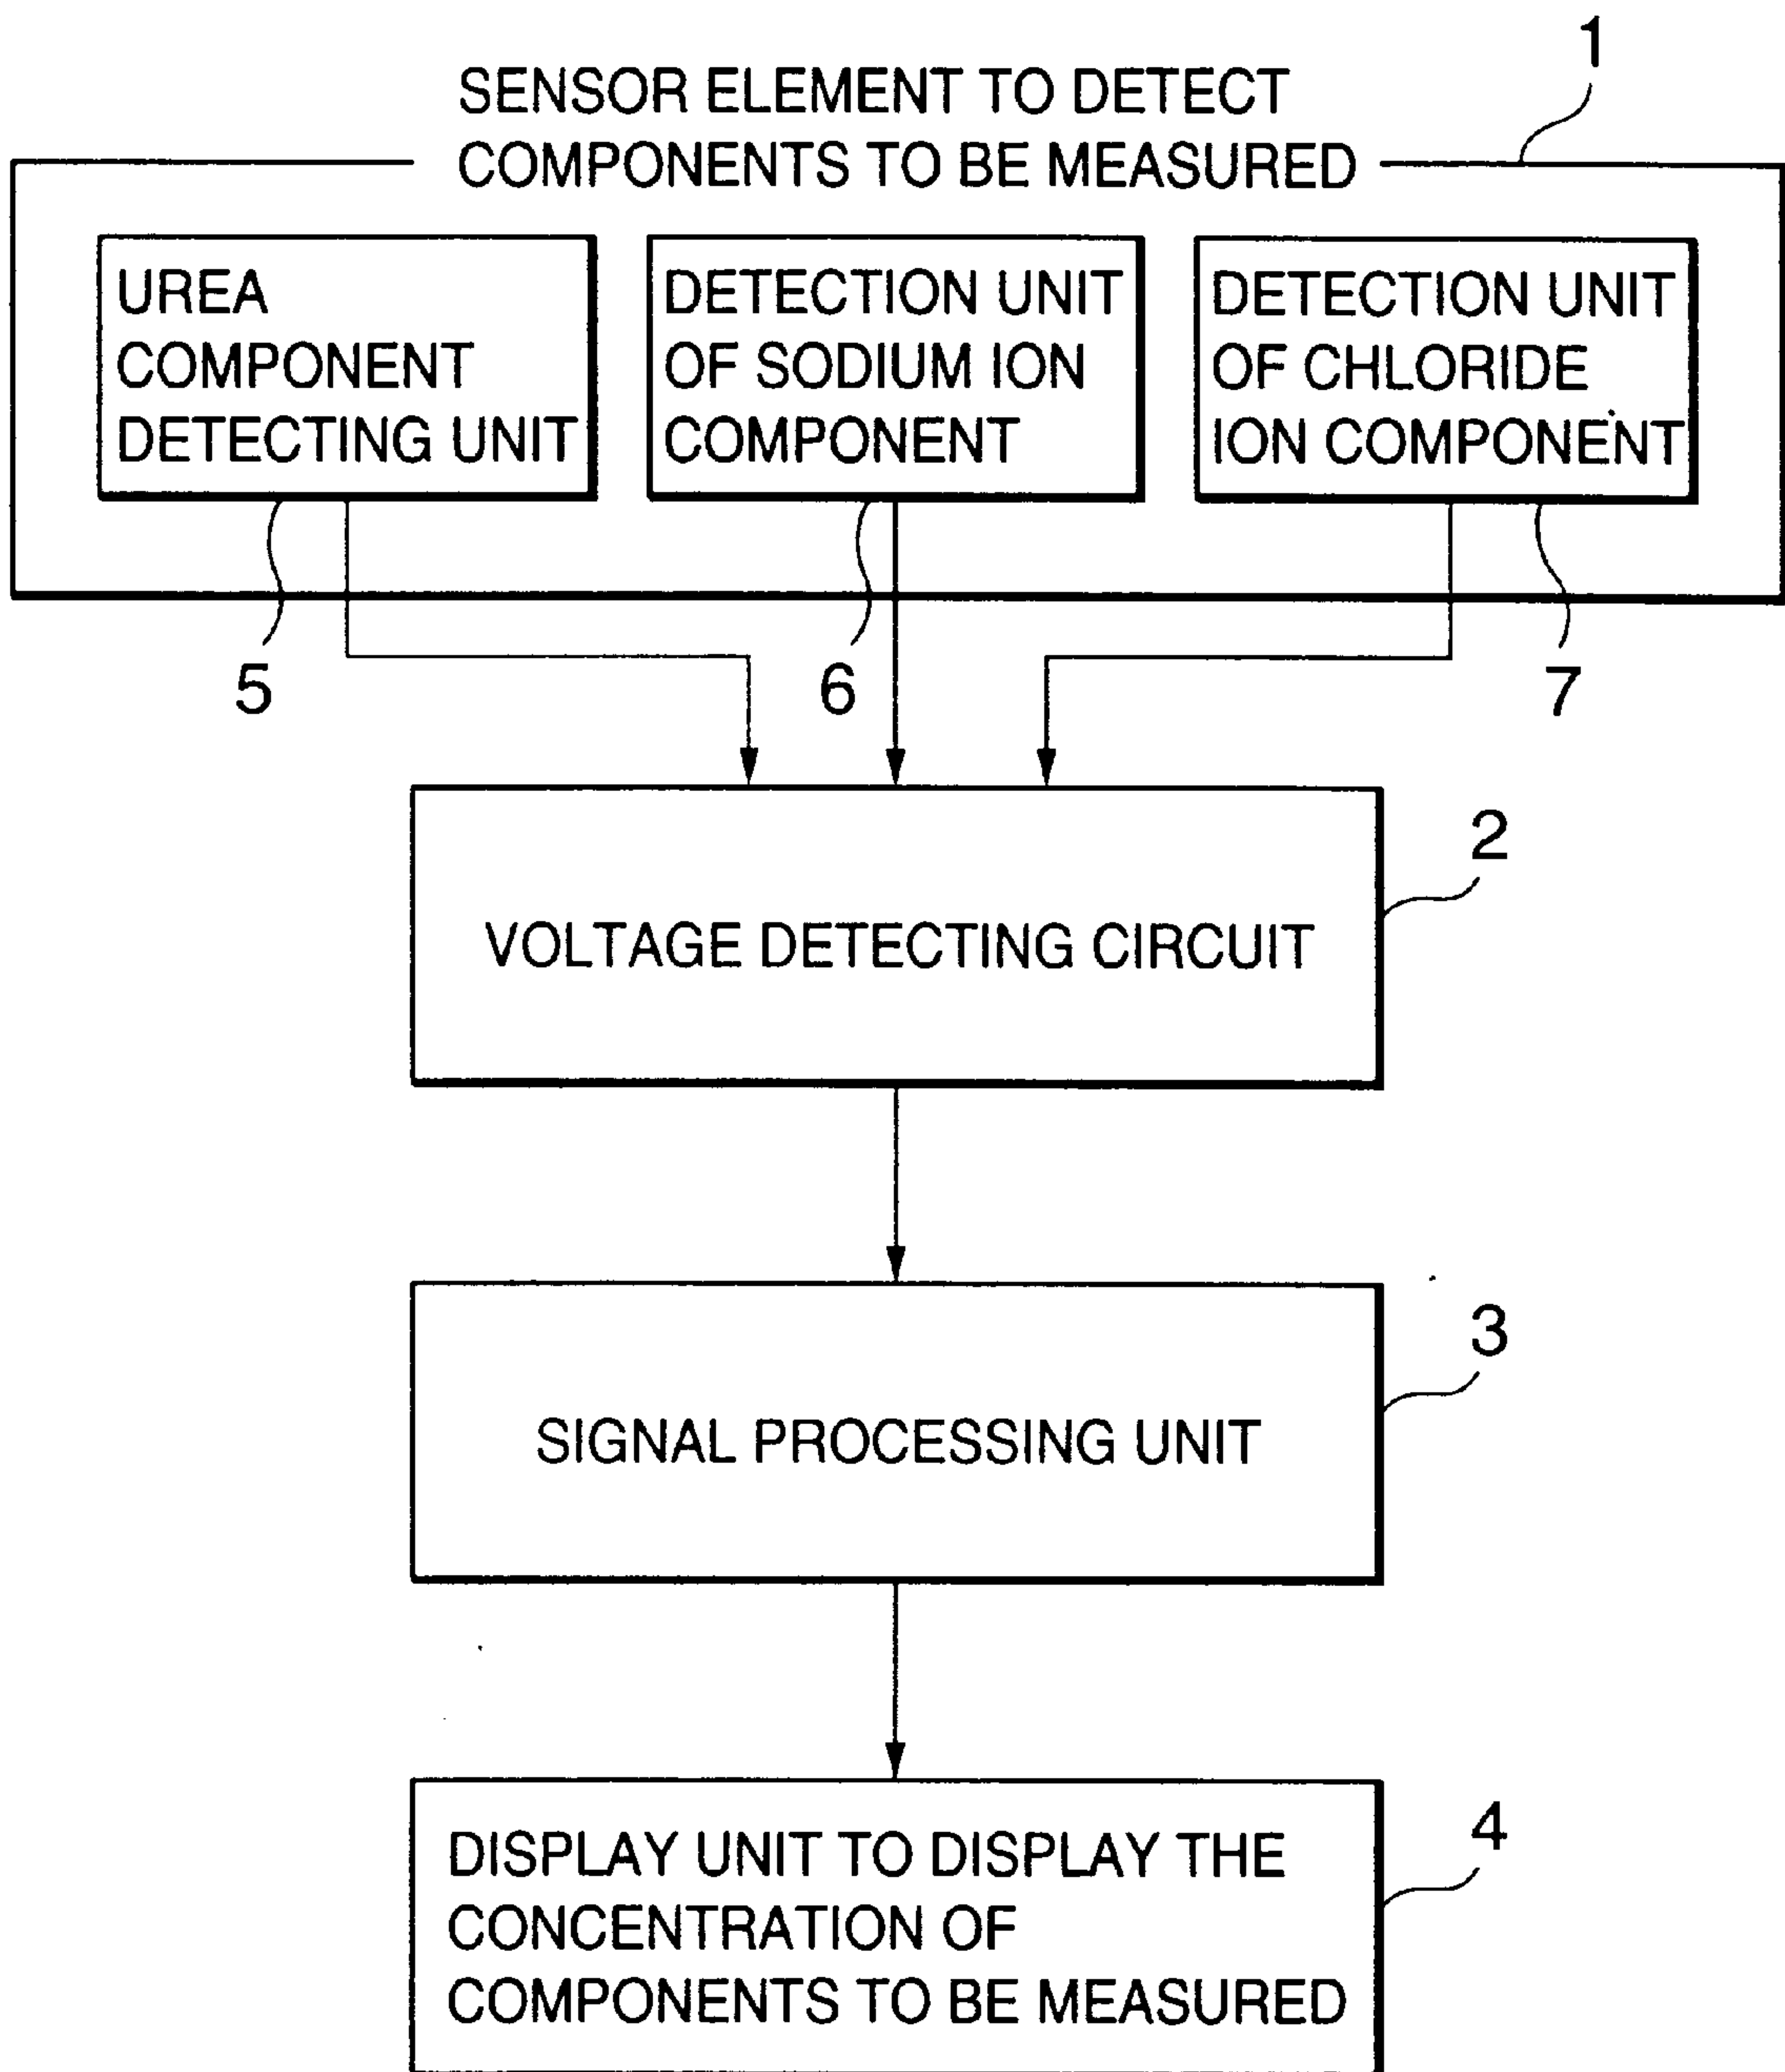 1
SENSOR ELEMENT TO DETECT
COMPONENTS TO BE MEASURED
UREA
COMPONENT
DETECTING UNIT
DETECTION UNIT
OF SODIUM ION
COMPONENT
DETECTION UNIT
OF CHLORIDE
ION COMPONENT
5
6
7
2
VOLTAGE DETECTING CIRCUIT
3
SIGNAL PROCESSING UNIT
4
DISPLAY UNIT TO DISPLAY THE
CONCENTRATION OF
COMPONENTS TO BE MEASURED